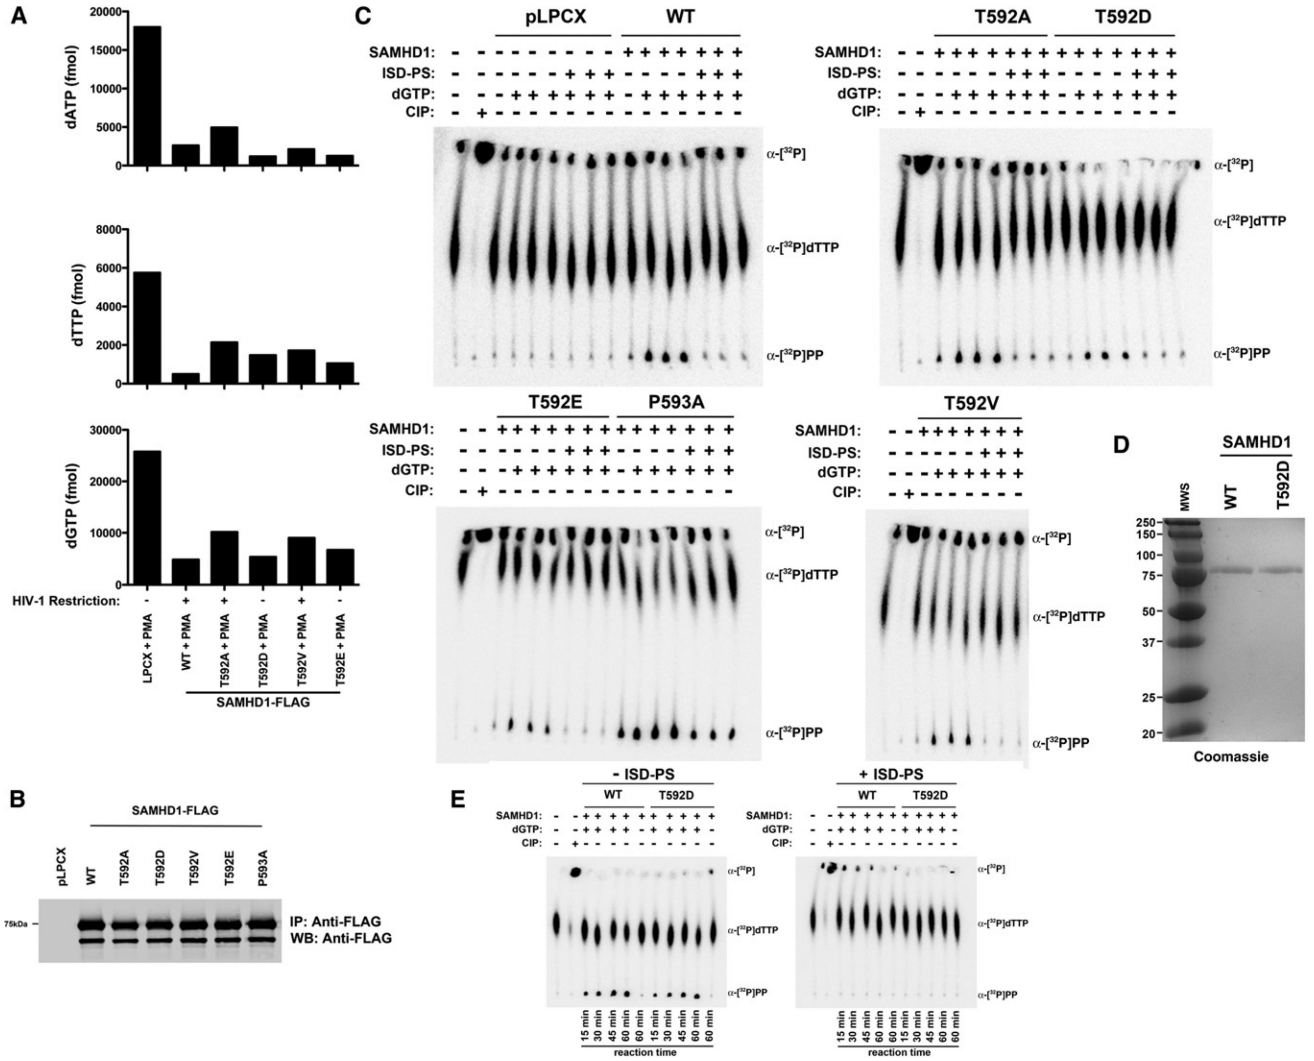 A
dATP (fmol)
20000
15000
10000
5000
0
dTTP (fmol)
8000
6000
4000
2000
0
dGTP (fmol)
30000
20000
10000
0
HIV-1 Restriction: - + + - + -
LPCX + PMA
WT + PMA
T592A + PMA
T592D + PMA
T592V + PMA
T592E + PMA
SAMHD1-FLAG
B
SAMHD1-FLAG
pLPCX
WT
T592A
T592D
T592V
T592E
P593A
75kDa
IP: Anti-FLAG
WB: Anti-FLAG
C
pLPCX WT
SAMHD1: - - - - - - - - - + + + + + + +
ISD-PS: - - - - - - + + + - - - - + + +
dGTP: - - - + + + + + + - + + + + + +
CIP: - + - - - - - - - - - - - - - -
α-[32P]
α-[32P]dTTP
α-[32P]PP
T592A T592D
SAMHD1: - - + + + + + + + + + + + + + +
ISD-PS: - - - - - - + + + - - - - + + +
dGTP: - - - + + + + + + - + + + + + +
CIP: - + - - - - - - - - - - - - - -
α-[32P]
α-[32P]dTTP
α-[32P]PP
T592E P593A
SAMHD1: - - + + + + + + + + + + + + + +
ISD-PS: - - - - - - + + + - - - - + + +
dGTP: - - - + + + + + + - + + + + + +
CIP: - + - - - - - - - - - - - - - -
α-[32P]
α-[32P]dTTP
α-[32P]PP
T592V
SAMHD1: - - + + + + + + +
ISD-PS: - - - - - - + + +
dGTP: - - - + + + + + +
CIP: - + - - - - - - -
α-[32P]
α-[32P]dTTP
α-[32P]PP
D
SAMHD1
MWS
WT
T592D
250
150
100
75
50
37
25
20
Coomassie
E
- ISD-PS
WT T592D
SAMHD1: - - + + + + + + + + + +
dGTP: - - + + + + - + + + + -
CIP: - + - - - - - - - - - -
α-[32P]
α-[32P]dTTP
α-[32P]PP
15 min
30 min
45 min
60 min
60 min
15 min
30 min
45 min
60 min
60 min
reaction time
+ ISD-PS
WT T592D
SAMHD1: - - + + + + + + + + + +
dGTP: - - + + + + - + + + + -
CIP: - + - - - - - - - - - -
α-[32P]
α-[32P]dTTP
α-[32P]PP
15 min
30 min
45 min
60 min
60 min
15 min
30 min
45 min
60 min
60 min
reaction time